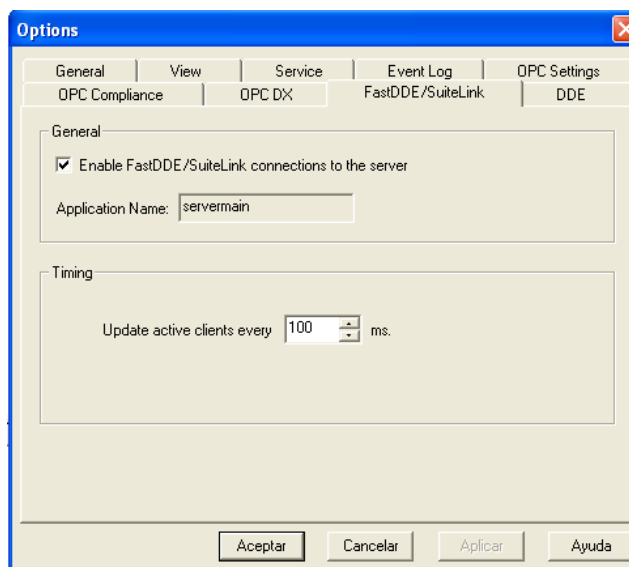 Options
General View Service Event Log OPC Settings
OPC Compliance OPC DX FastDDE/SuiteLink DDE
General
Enable FastDDE/SuiteLink connections to the server
Application Name: servermain
Timing
Update active clients every 100 ms.
Aceptar Cancelar Aplicar Ayuda